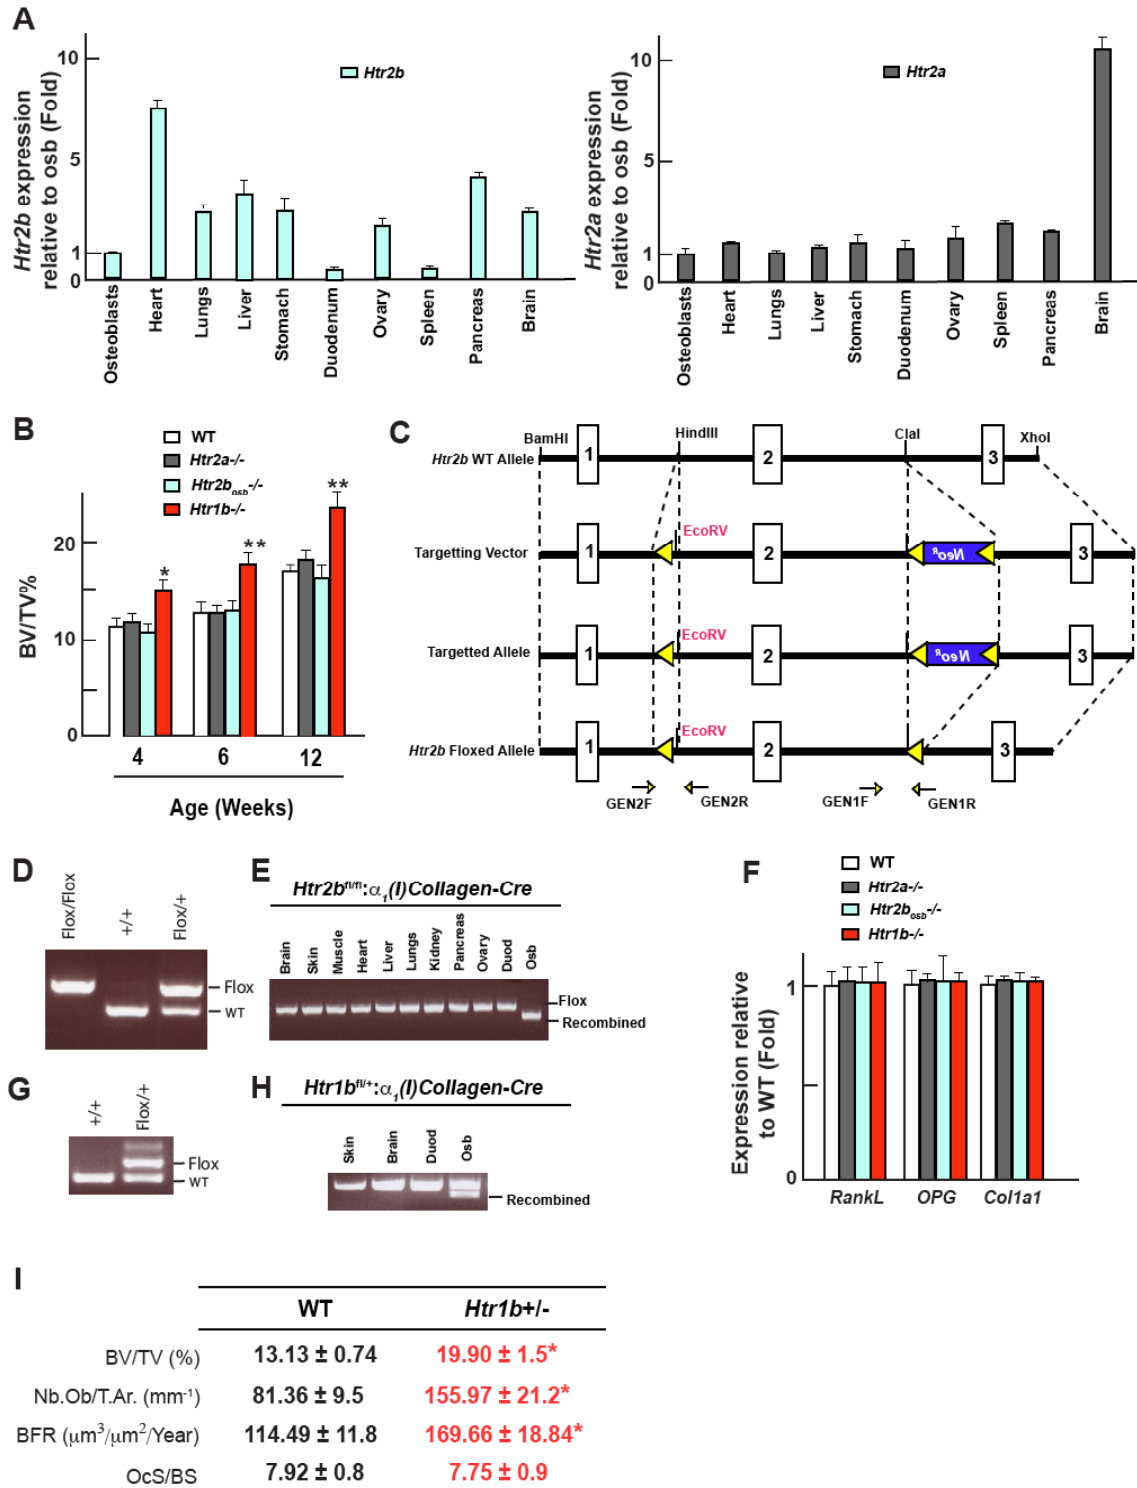 A
Htr2b expression
relative to osb (Fold)
10
5
1
0
Htr2b
Osteoblasts
Heart
Lungs
Liver
Stomach
Duodenum
Ovary
Spleen
Pancreas
Brain
Htr2a expression
relative to osb (Fold)
10
5
1
0
Htr2a
Osteoblasts
Heart
Lungs
Liver
Stomach
Duodenum
Ovary
Spleen
Pancreas
Brain
B
WT
Htr2a-/-
Htr2bosb-/-
Htr1b-/-
BV/TV%
20
10
0
*
**
**
4 6 12
Age (Weeks)
C
BamHI HindIII ClaI XhoI
Htr2b WT Allele 1 2 3
EcoRV
Targetting Vector 1 2 NeoR 3
EcoRV
Targetted Allele 1 2 NeoR 3
EcoRV
Htr2b Floxed Allele 1 2 3
GEN2F GEN2R GEN1F GEN1R
D
Flox/Flox
+/+
Flox/+
Flox
WT
E
Htr2bfl/fl:α1(I)Collagen-Cre
Brain
Skin
Muscle
Heart
Liver
Lungs
Kidney
Pancreas
Ovary
Duod
Osb
Flox
Recombined
F
WT
Htr2a-/-
Htr2bosb-/-
Htr1b-/-
Expression relative
to WT (Fold)
1
0
RankL OPG Col1a1
G
+/+
Flox/+
Flox
WT
H
Htr1bfl/+:α1(I)Collagen-Cre
Skin
Brain
Duod
Osb
Recombined
I
WT Htr1b+/-
BV/TV (%) 13.13 ± 0.74 19.90 ± 1.5*
Nb.Ob/T.Ar. (mm-1) 81.36 ± 9.5 155.97 ± 21.2*
BFR (μm3/μm2/Year) 114.49 ± 11.8 169.66 ± 18.84*
OcS/BS 7.92 ± 0.8 7.75 ± 0.9